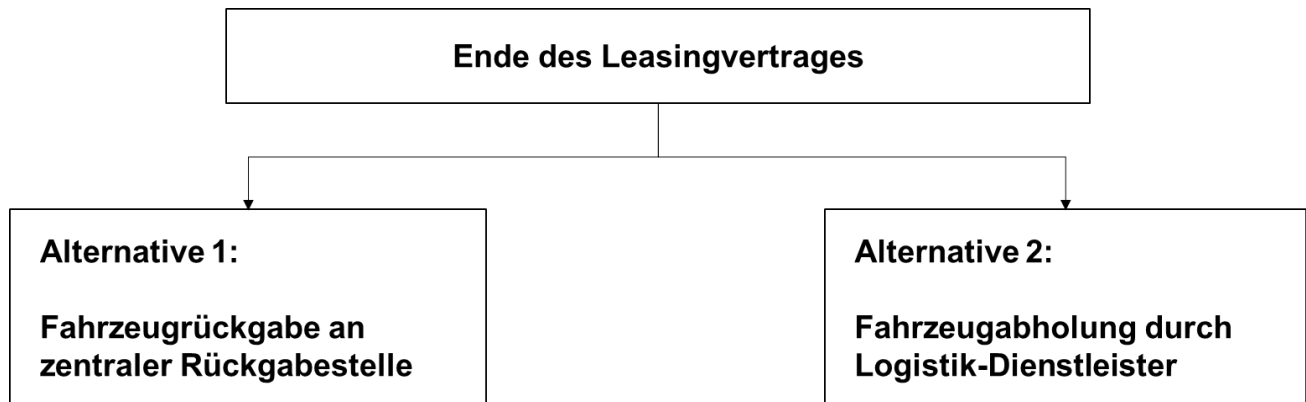 Ende des Leasingvertrages
Alternative 1:
Fahrzeugrückgabe an
zentraler Rückgabestelle
Alternative 2:
Fahrzeugabholung durch
Logistik-Dienstleister